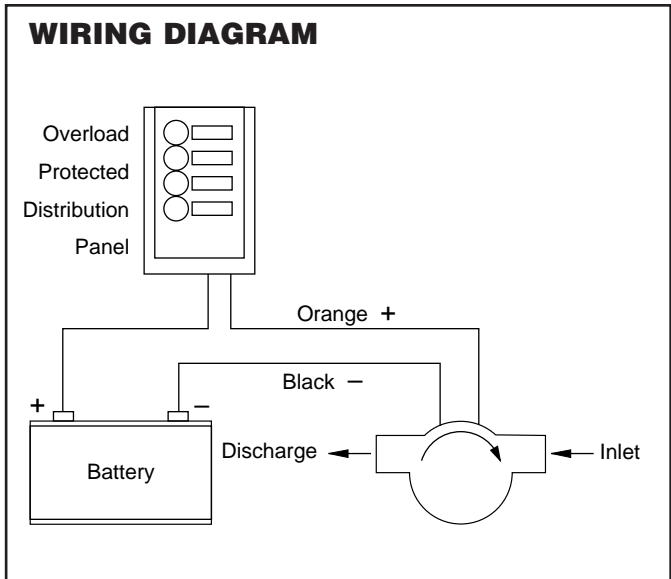 WIRING DIAGRAM
Overload
Protected
Distribution
Panel
Orange +
Black –
+ –
Battery
Discharge
Inlet